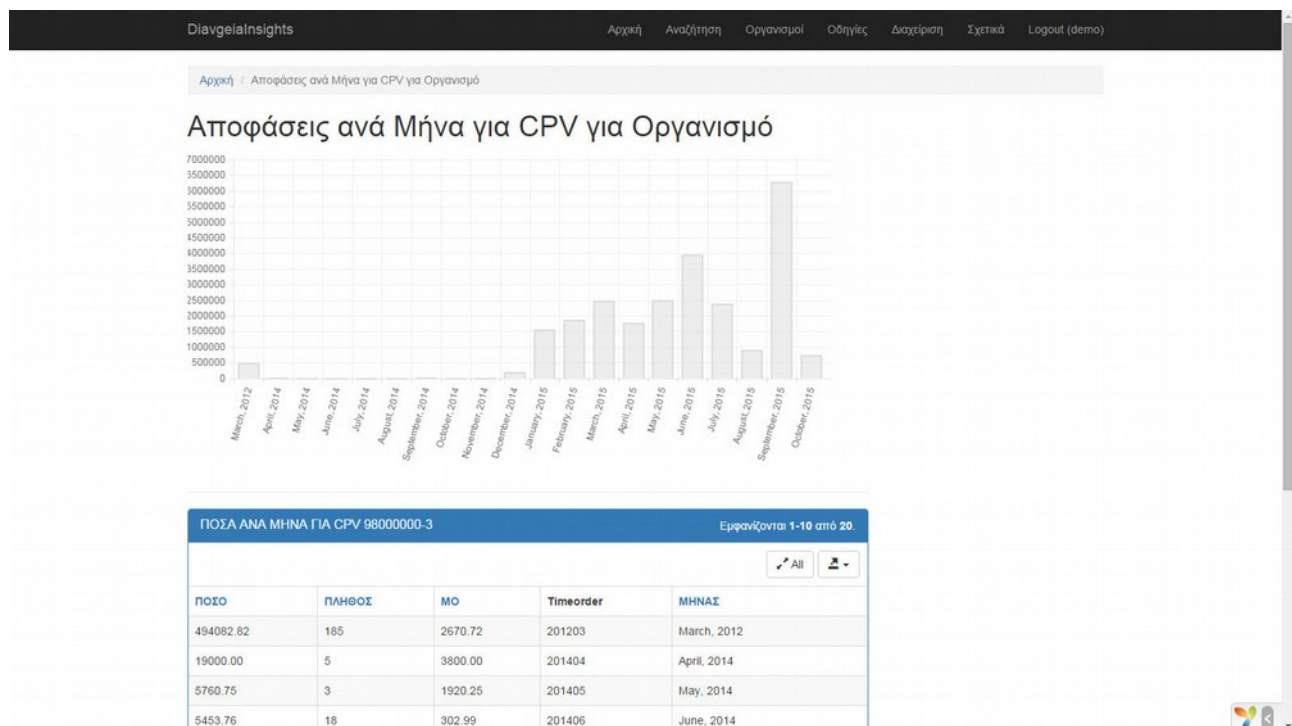 DiavgeiaInsights Αρχική Αναζήτηση Οργανισμοί Οδηγίες Διαχείριση Σχετικά Logout (demo)
Αρχική / Αποφάσεις ανά Μήνα για CPV για Οργανισμό
Αποφάσεις ανά Μήνα για CPV για Οργανισμό
7000000
6500000
6000000
5500000
5000000
4500000
4000000
3500000
3000000
2500000
2000000
1500000
1000000
500000
0
March, 2012 April, 2014 May, 2014 June, 2014 July, 2014 August, 2014 September, 2014 October, 2014 November, 2014 December, 2014 January, 2015 February, 2015 March, 2015 April, 2015 May, 2015 June, 2015 July, 2015 August, 2015 September, 2015 October, 2015
ΠΟΣΑ ΑΝΑ ΜΗΝΑ ΓΙΑ CPV 98000000-3 Εμφανίζονται 1-10 από 20.
All
ΠΟΣΟ ΠΛΗΘΟΣ ΜΟ Timeorder ΜΗΝΑΣ
494082.82 185 2670.72 201203 March, 2012
19000.00 5 3800.00 201404 April, 2014
5760.75 3 1920.25 201405 May, 2014
5453.76 18 302.99 201406 June, 2014